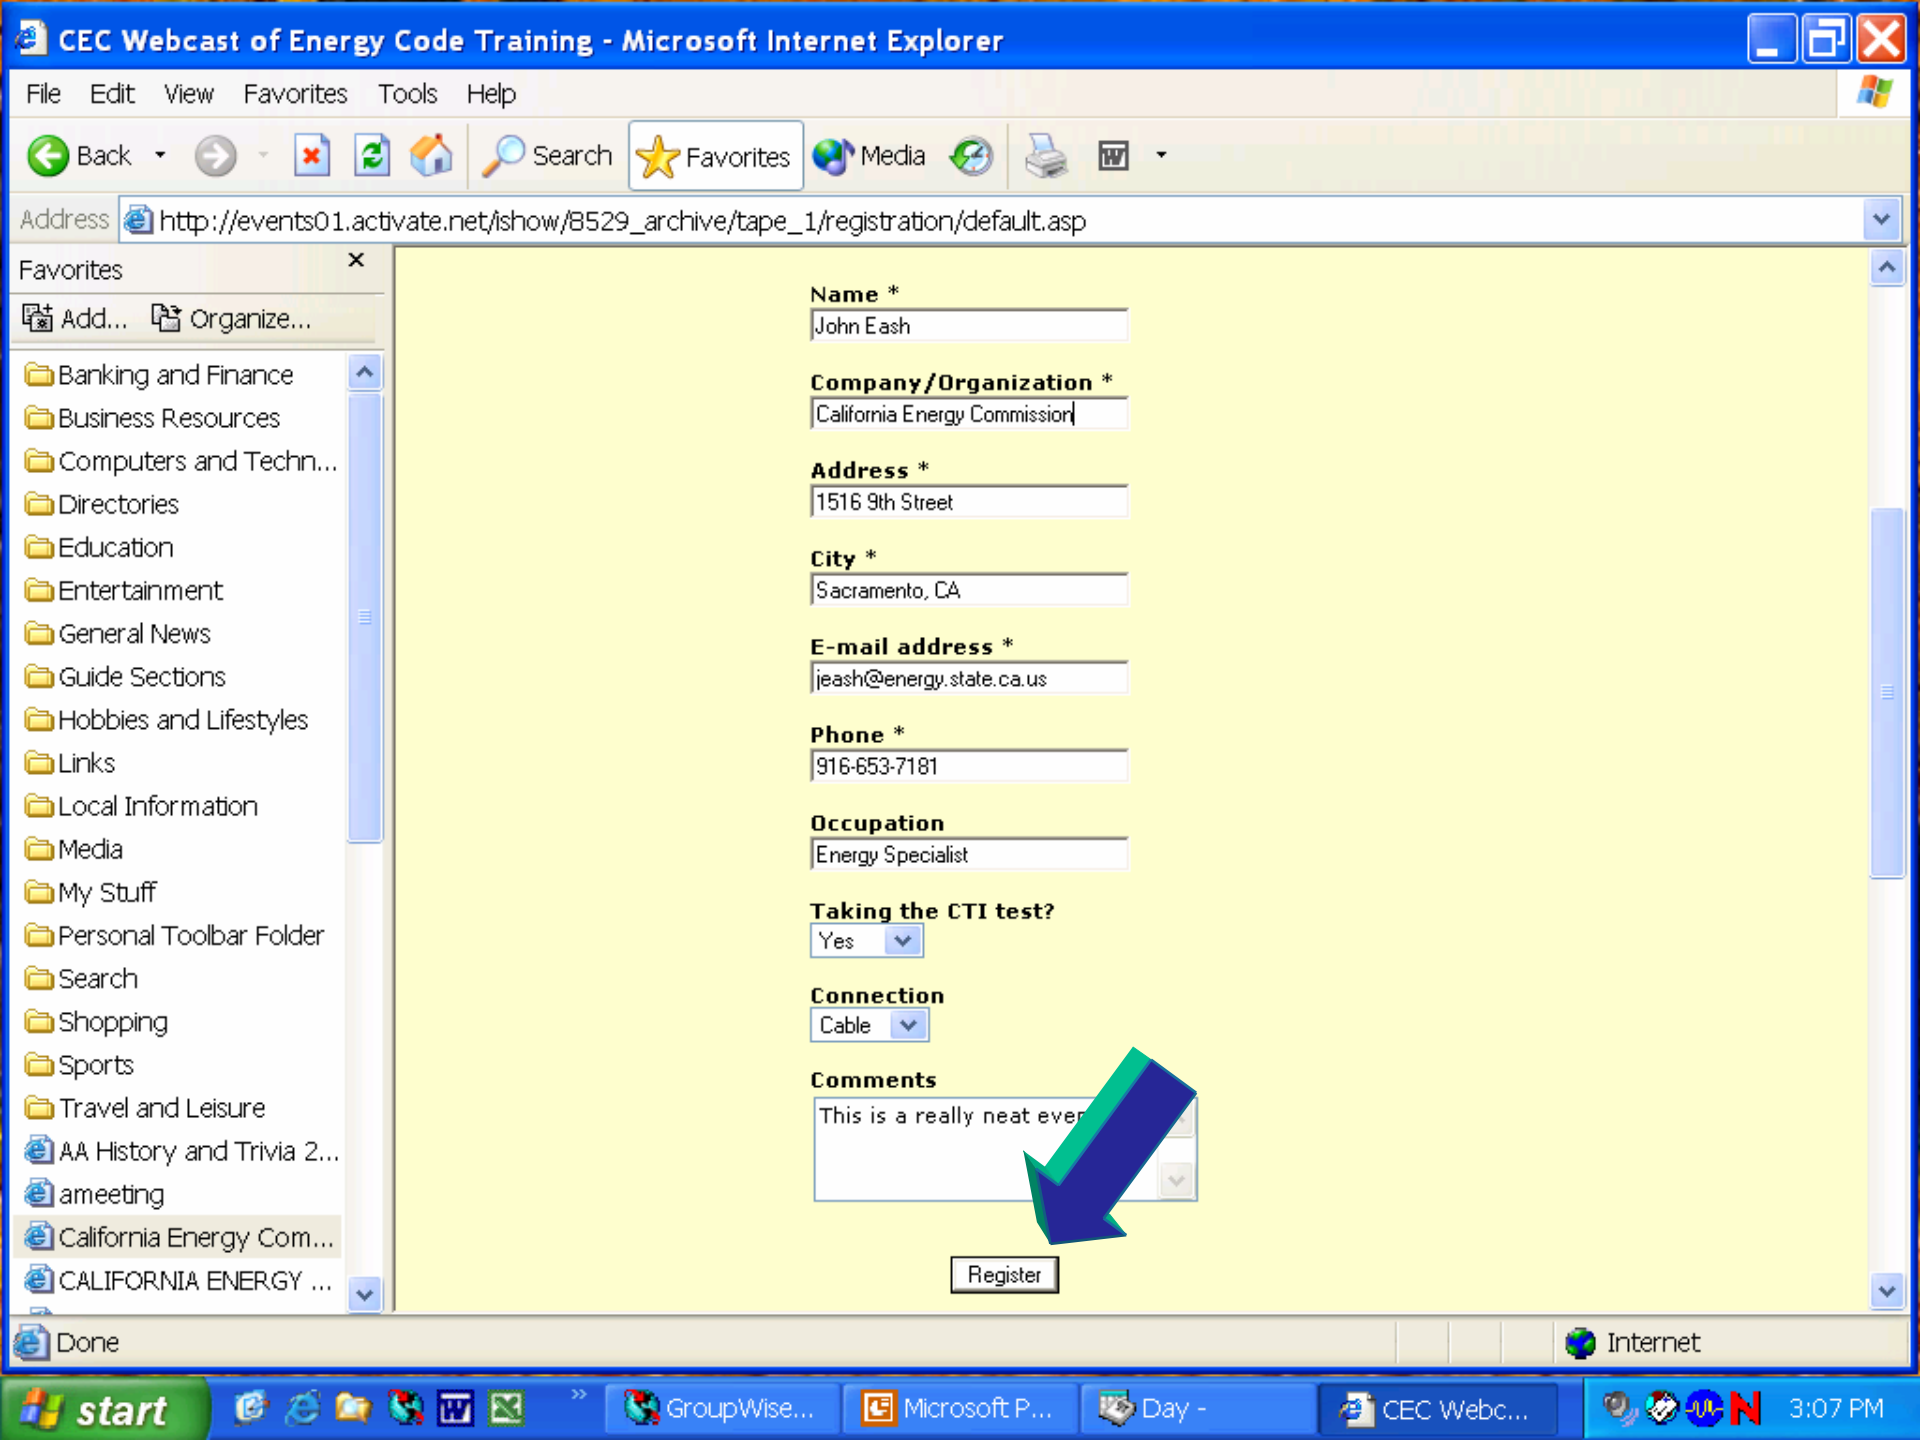 CEC Webcast of Energy Code Training - Microsoft Internet Explorer
File Edit View Favorites Tools Help
Back Search Favorites Media
Address http://events01.activate.net/ishow/8529_archive/tape_1/registration/default.asp
Favorites
Add... Organize...
Banking and Finance
Business Resources
Computers and Techn...
Directories
Education
Entertainment
General News
Guide Sections
Hobbies and Lifestyles
Links
Local Information
Media
My Stuff
Personal Toolbar Folder
Search
Shopping
Sports
Travel and Leisure
AA History and Trivia 2...
ameeting
California Energy Com...
CALIFORNIA ENERGY ...
Name *
John Eash
Company/Organization *
California Energy Commission
Address *
1516 9th Street
City *
Sacramento, CA
E-mail address *
jeash@energy.state.ca.us
Phone *
916-653-7181
Occupation
Energy Specialist
Taking the CTI test?
Yes
Connection
Cable
Comments
This is a really neat
Register
Done Internet
start GroupWise... Microsoft P... Day - CEC Webc... 3:07 PM